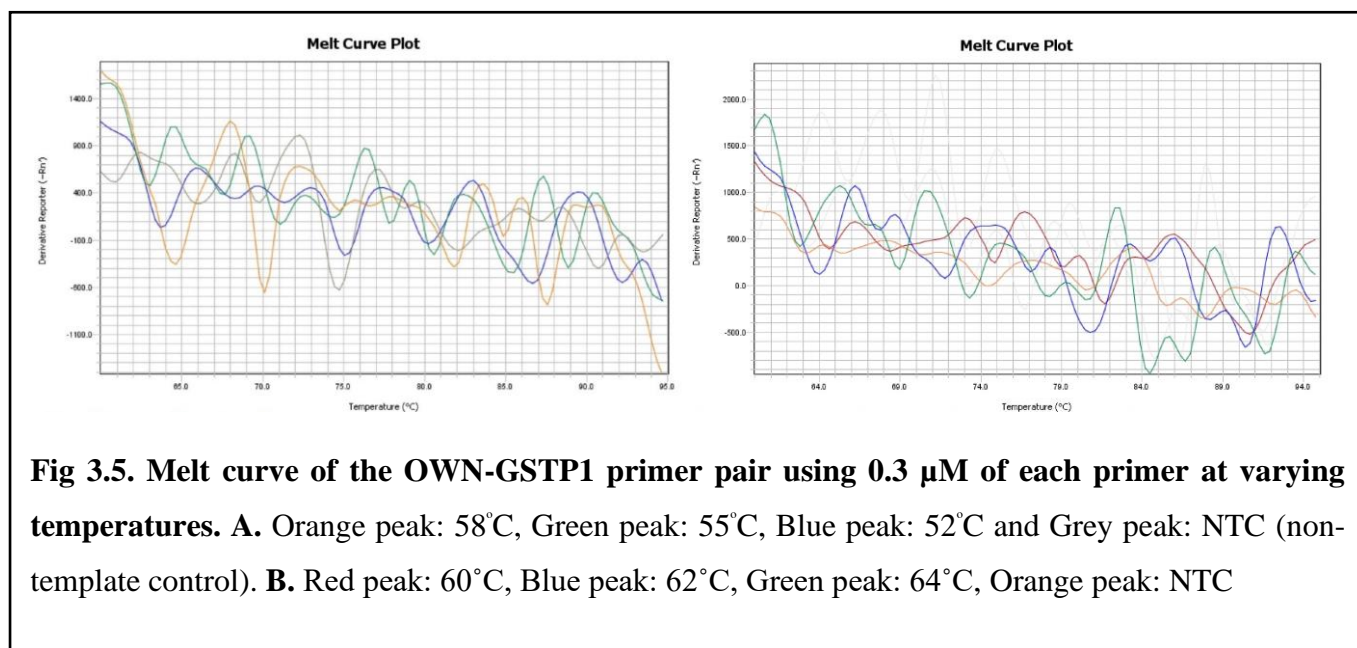 Melt Curve Plot
1400.0
900.0
400.0
-100.0
-600.0
-1100.0
Derivative Reporter (-Rn')
65.0 70.0 75.0 80.0 85.0 90.0 95.0
Temperature (°C)
Melt Curve Plot
2000.0
1500.0
1000.0
500.0
0.0
-500.0
Derivative Reporter (-Rn')
64.0 69.0 74.0 79.0 84.0 89.0 94.0
Temperature (°C)
Fig 3.5. Melt curve of the OWN-GSTP1 primer pair using 0.3 µM of each primer at varying
temperatures. A. Orange peak: 58°C, Green peak: 55°C, Blue peak: 52°C and Grey peak: NTC (non-
template control). B. Red peak: 60˚C, Blue peak: 62˚C, Green peak: 64˚C, Orange peak: NTC